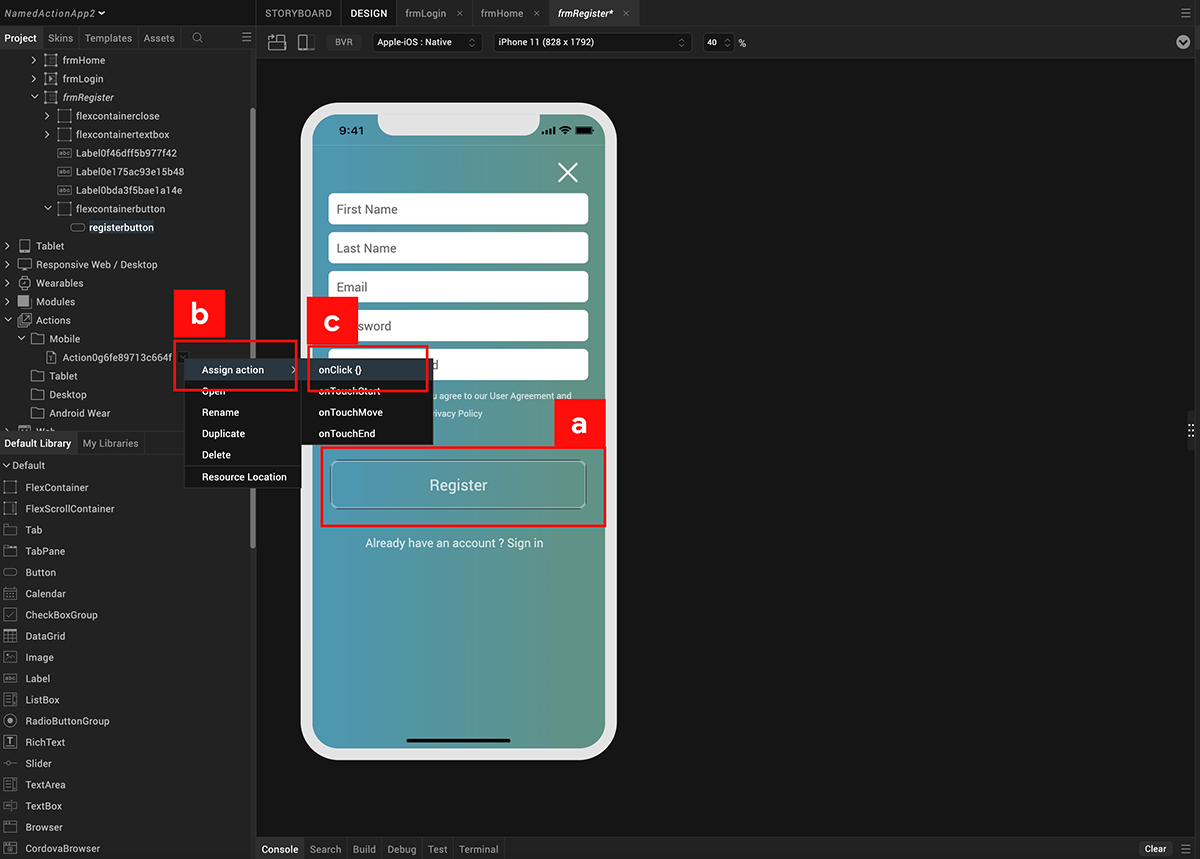 NamedActionApp2
STORYBOARD DESIGN frmLogin × frmHome × frmRegister* ×
Project Skins Templates Assets
BVR Apple-iOS : Native iPhone 11 (828 x 1792) 40 %
frmHome
frmLogin
frmRegister
flexcontainerclose
flexcontainertextbox
abc Label0f46dff5b977f42
abc Label0e175ac93e15b48
abc Label0bda3f5bae1a14e
flexcontainerbutton
registerbutton
Tablet
Responsive Web / Desktop
Wearables
Modules
Actions
Mobile
Action0g6fe89713c664f
Tablet
Desktop
Android Wear
Web
b
c
a
Assign action
Open
Rename
Duplicate
Delete
Resource Location
onClick {}
onTouchStart
onTouchMove
onTouchEnd
9:41
First Name
Last Name
Email
sword
d
u agree to our User Agreement and
ivacy Policy
Register
Already have an account ? Sign in
Default Library My Libraries
Default
FlexContainer
FlexScrollContainer
Tab
TabPane
Button
Calendar
CheckBoxGroup
DataGrid
Image
abc Label
ListBox
RadioButtonGroup
T RichText
Slider
TextArea
TextBox
Browser
CordovaBrowser
Console Search Build Debug Test Terminal Clear